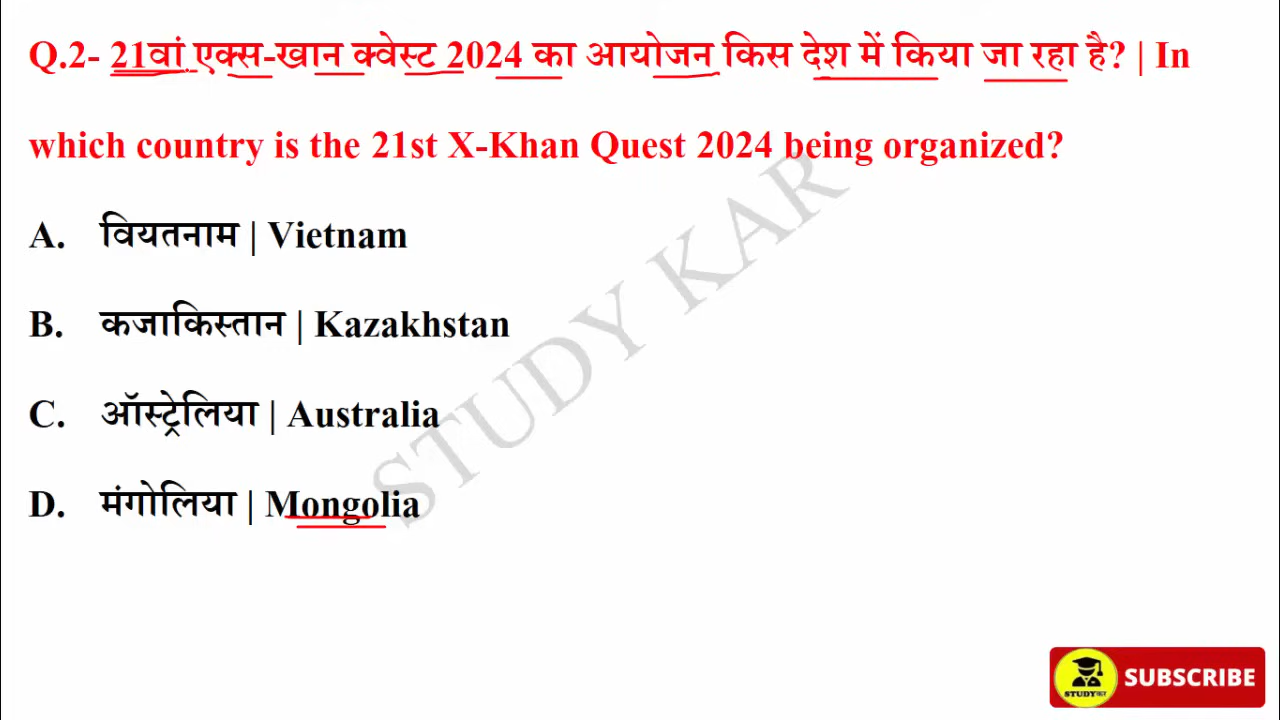 Q.2- 21वां एक्स-खान क्वेस्ट 2024 का आयोजन किस देश में किया जा रहा है? | In
which country is the 21st X-Khan Quest 2024 being organized?
A. वियतनाम | Vietnam
B. कजाकिस्तान | Kazakhstan
C. ऑस्ट्रेलिया | Australia
D. मंगोलिया | Mongolia
STUDY KAR
SUBSCRIBE